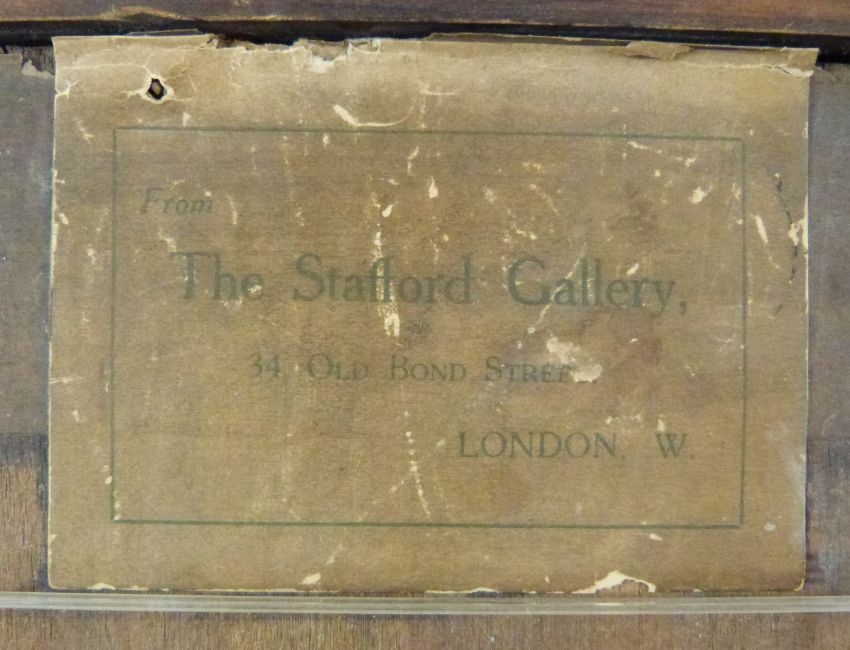 From
The Stafford Gallery,
34 OLD BOND STREE
LONDON, W.